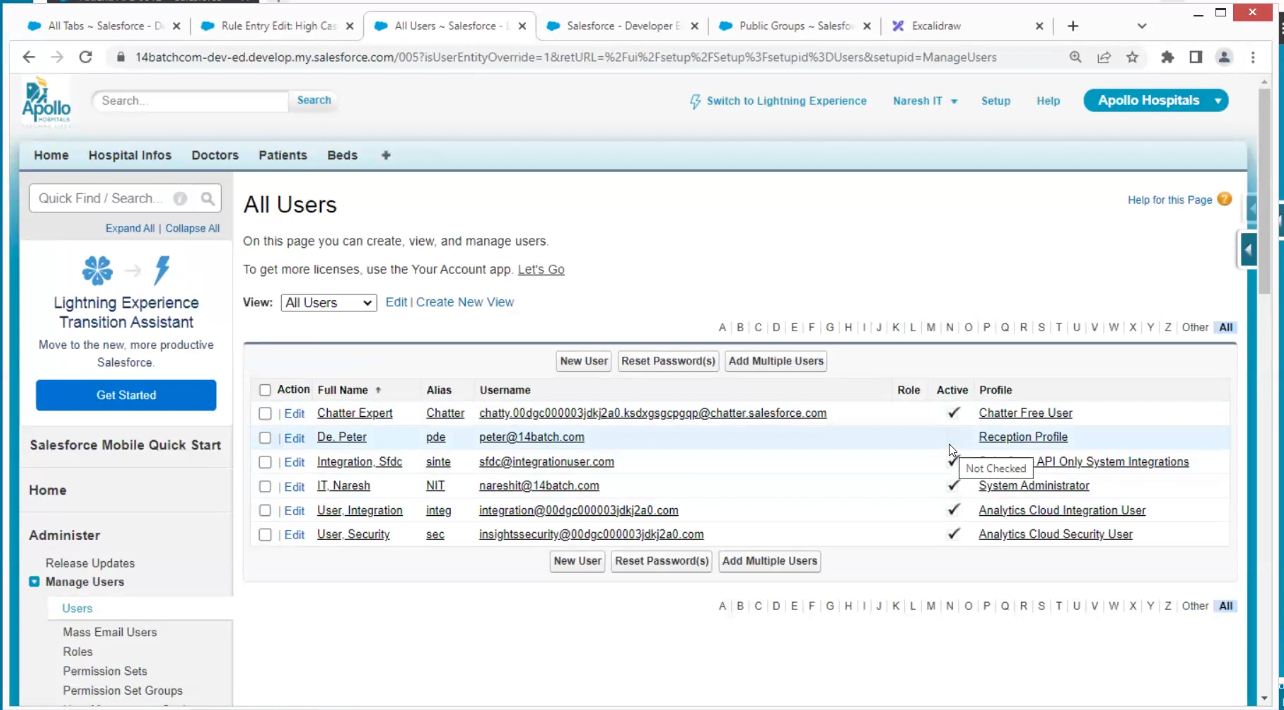 All Tabs ~ Salesforce - De
Rule Entry Edit: High Cas
All Users ~ Salesforce - D
Salesforce - Developer E
Public Groups ~ Salesfo
Excalidraw
14batchcom-dev-ed.develop.my.salesforce.com/005?isUserEntityOverride=1&retURL=%2Fui%2Fsetup%2FSetup%3Fsetupid%3DUsers&setupid=ManageUsers
Apollo
HOSPITALS
Search...
Search
Switch to Lightning Experience
Naresh IT
Setup
Help
Apollo Hospitals
Home
Hospital Infos
Doctors
Patients
Beds
Quick Find / Search...
Expand All | Collapse All
Lightning Experience
Transition Assistant
Move to the new, more productive
Salesforce.
Get Started
Salesforce Mobile Quick Start
Home
Administer
Release Updates
Manage Users
Users
Mass Email Users
Roles
Permission Sets
Permission Set Groups
All Users
Help for this Page
On this page you can create, view, and manage users.
To get more licenses, use the Your Account app. Let's Go
View: All Users Edit | Create New View
A | B | C | D | E | F | G | H | I | J | K | L | M | N | O | P | Q | R | S | T | U | V | W | X | Y | Z | Other | All
New User Reset Password(s) Add Multiple Users
Action Full Name Alias Username Role Active Profile
Edit Chatter Expert Chatter chatty.00dgc000003jdkj2a0.ksdxgsgcpgqp@chatter.salesforce.com Chatter Free User
Edit De, Peter pde peter@14batch.com Reception Profile
Edit Integration, Sfdc sinte sfdc@integrationuser.com API Only System Integrations
Not Checked
Edit IT, Naresh NIT nareshit@14batch.com System Administrator
Edit User, Integration integ integration@00dgc000003jdkj2a0.com Analytics Cloud Integration User
Edit User, Security sec insightssecurity@00dgc000003jdkj2a0.com Analytics Cloud Security User
New User Reset Password(s) Add Multiple Users
A | B | C | D | E | F | G | H | I | J | K | L | M | N | O | P | Q | R | S | T | U | V | W | X | Y | Z | Other | All